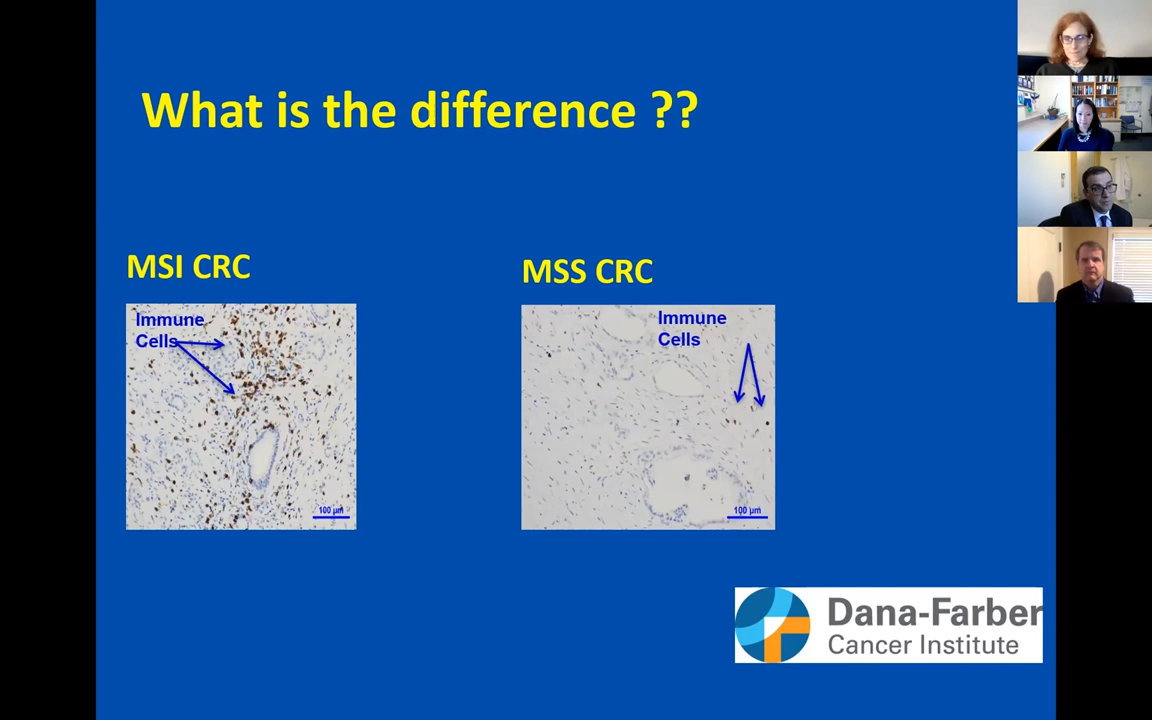 What is the difference ??
MSI CRC
MSS CRC
Immune
Cells
100 µm
Immune
Cells
100 µm
Dana-Farber
Cancer Institute